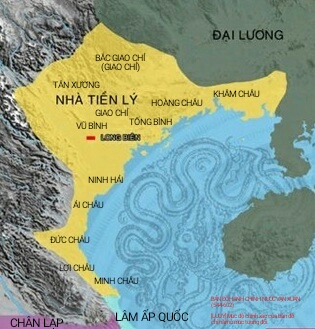 ĐẠI LƯƠNG
BẮC GIAO CHỈ
(GIAO CHỈ)
TÂN XƯƠNG
KHÂM CHÂU
NHÀ TIỀN LÝ
HOÀNG CHÂU
GIAO CHỈ
TỐNG BÌNH
VŨ BÌNH
LONG BIÊN
NINH HẢI
ÁI CHÂU
ĐỨC CHÂU
LỢI CHÂU
MINH CHÂU
LÂM ẤP QUỐC
CHÂN LẠP